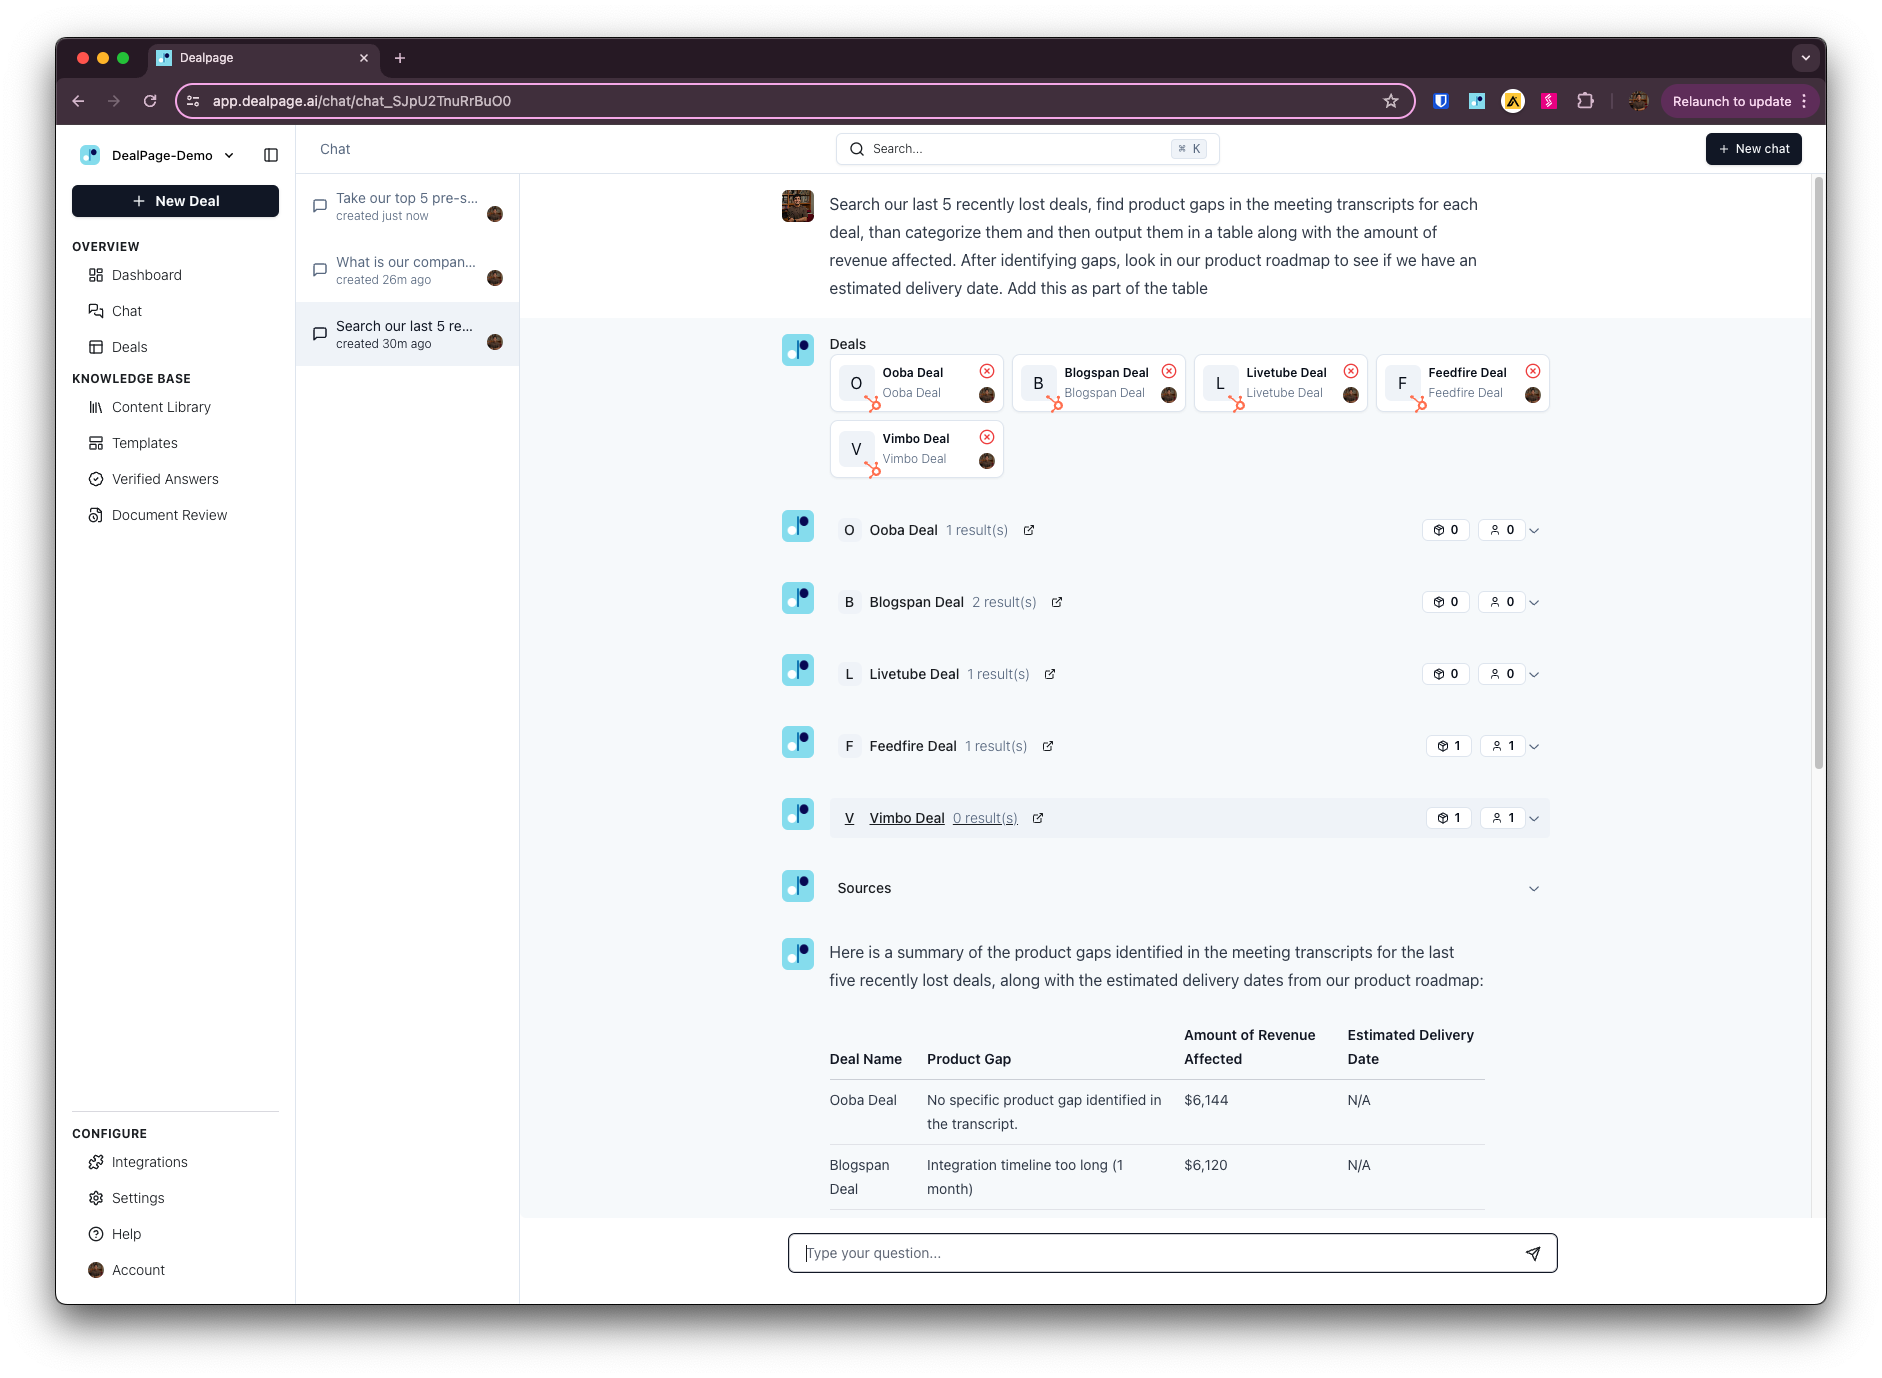 Dealpage
app.dealpage.ai/chat/chat_SJpU2TnuRrBuO0
Relaunch to update
DealPage-Demo
New Deal
OVERVIEW
Dashboard
Chat
Deals
KNOWLEDGE BASE
Content Library
Templates
Verified Answers
Document Review
CONFIGURE
Integrations
Settings
Help
Account
Chat
Search...
⌘ K
New chat
Take our top 5 pre-s...
created just now
What is our compan...
created 26m ago
Search our last 5 re...
created 30m ago
Search our last 5 recently lost deals, find product gaps in the meeting transcripts for each
deal, than categorize them and then output them in a table along with the amount of
revenue affected. After identifying gaps, look in our product roadmap to see if we have an
estimated delivery date. Add this as part of the table
Deals
O Ooba Deal
Ooba Deal
B Blogspan Deal
Blogspan Deal
L Livetube Deal
Livetube Deal
F Feedfire Deal
Feedfire Deal
V Vimbo Deal
Vimbo Deal
O Ooba Deal 1 result(s) 0 0
B Blogspan Deal 2 result(s) 0 0
L Livetube Deal 1 result(s) 0 0
F Feedfire Deal 1 result(s) 1 1
V Vimbo Deal 0 result(s) 1 1
Sources
Here is a summary of the product gaps identified in the meeting transcripts for the last
five recently lost deals, along with the estimated delivery dates from our product roadmap:
Deal Name
Product Gap
Amount of Revenue
Affected
Estimated Delivery
Date
Ooba Deal
No specific product gap identified in
the transcript.
$6,144
N/A
Blogspan
Deal
Integration timeline too long (1
month)
$6,120
N/A
Type your question...